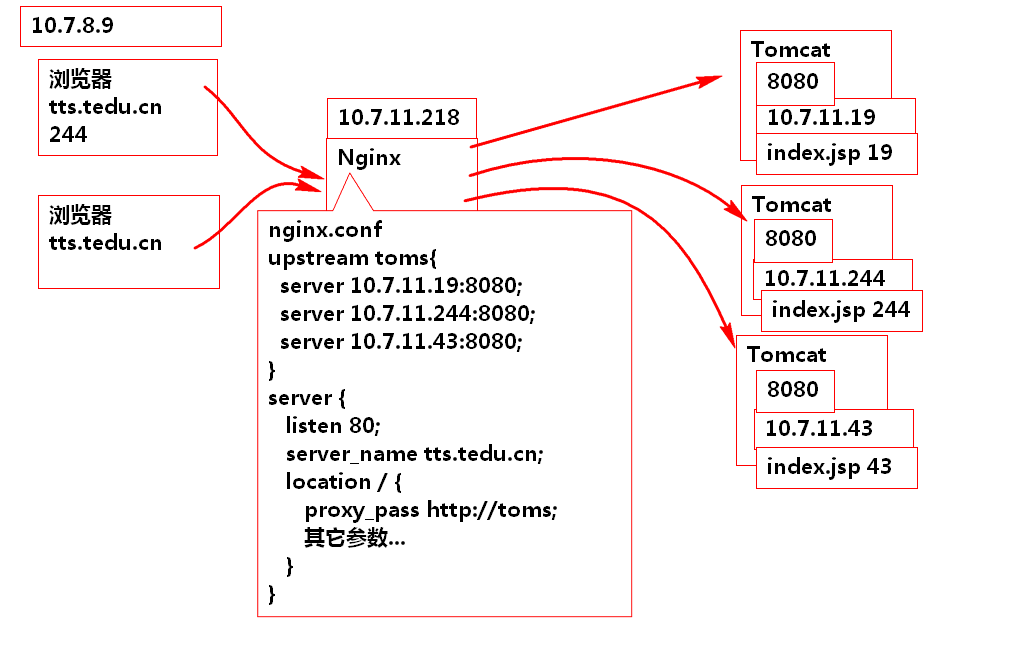 10.7.8.9
浏览器
tts.tedu.cn
244
浏览器
tts.tedu.cn
10.7.11.218
Nginx
nginx.conf
upstream toms{
server 10.7.11.19:8080;
server 10.7.11.244:8080;
server 10.7.11.43:8080;
}
server {
listen 80;
server_name tts.tedu.cn;
location / {
proxy_pass http://toms;
其它参数...
}
}
Tomcat
8080
10.7.11.19
index.jsp 19
Tomcat
8080
10.7.11.244
index.jsp 244
Tomcat
8080
10.7.11.43
index.jsp 43